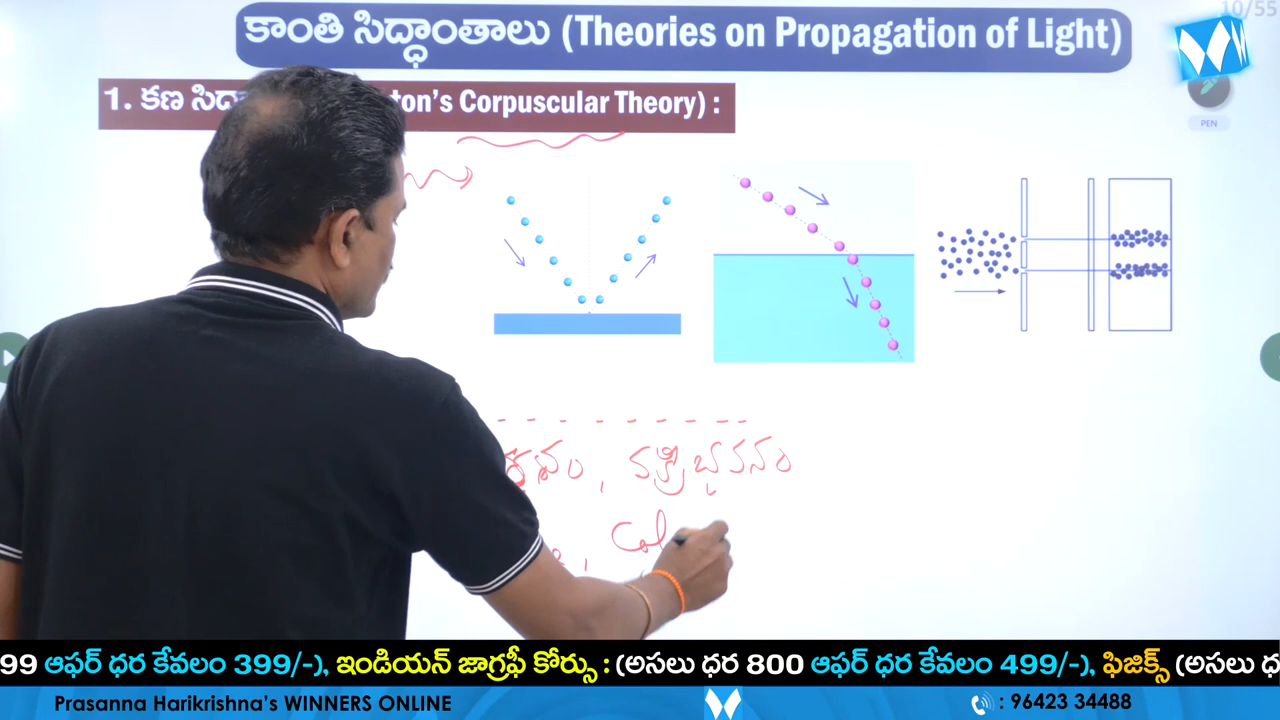 10/55
కాంతి సిద్ధాంతాలు (Theories on Propagation of Light)
1. కణ ton's Corpuscular Theory) :
PEN
వక్రీభవనం
99 ఆఫర్ ధర కేవలం 399/-), ఇండియన్ జాగ్రఫీ కోర్సు : (అసలు ధర 800 ఆఫర్ ధర కేవలం 499/-), ఫిజిక్స్ (అసలు ధ
Prasanna Harikrishna's WINNERS ONLINE
: 96423 34488